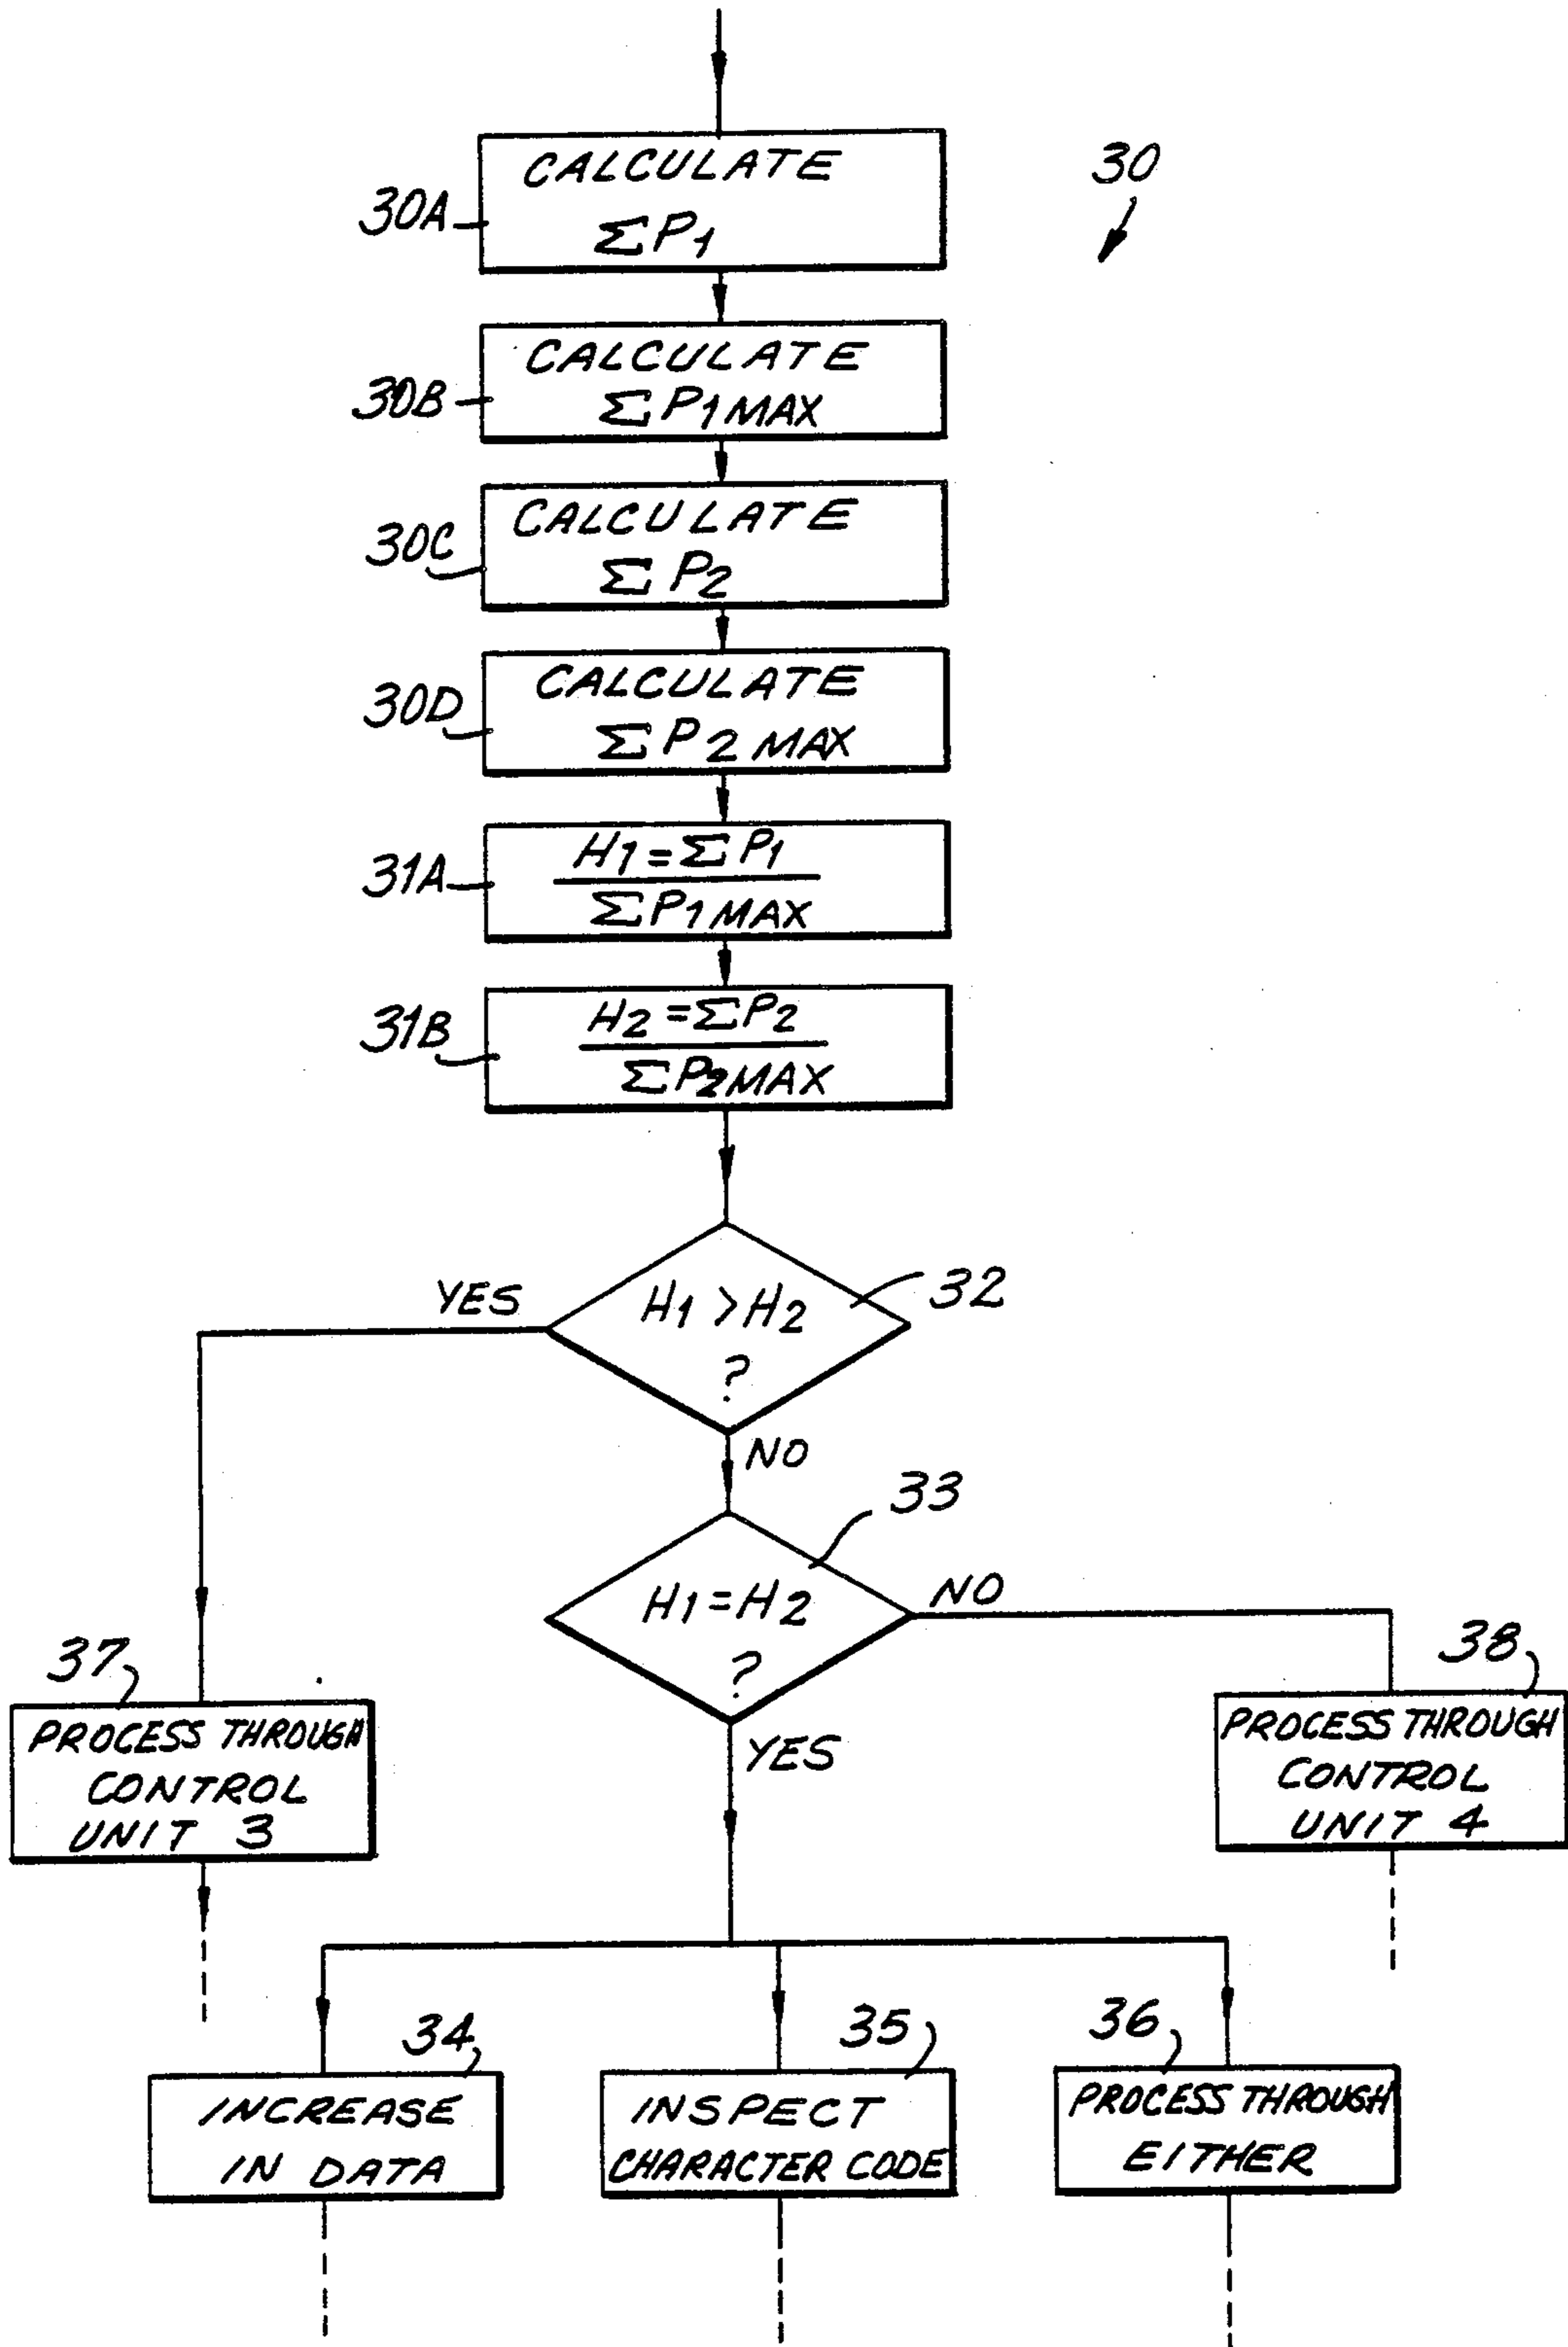 30
CALCULATE
30A
ΣP1
CALCULATE
30B
ΣP1MAX
CALCULATE
30C
ΣP2
CALCULATE
30D
ΣP2 MAX
H1=ΣP1
31A
ΣP1MAX
H2=ΣP2
31B
ΣP2MAX
YES
H1>H2
?
32
NO
33
H1=H2
?
NO
YES
37
PROCESS THROUGH
CONTROL
UNIT 3
38
PROCESS THROUGH
CONTROL
UNIT 4
34
INCREASE
IN DATA
35
INSPECT
CHARACTER CODE
36
PROCESS THROUGH
EITHER